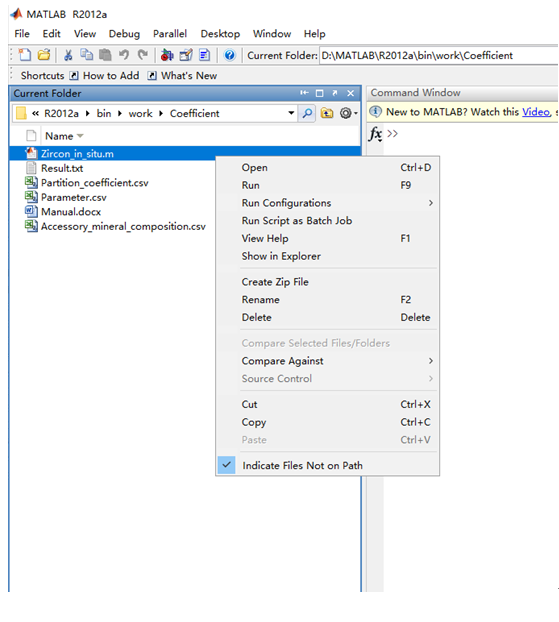 MATLAB R2012a
File Edit View Debug Parallel Desktop Window Help
Current Folder: D:\MATLAB\R2012a\bin\work\Coefficient
Shortcuts How to Add What's New
Current Folder
Command Window
« R2012a bin work Coefficient
New to MATLAB? Watch this Video,
Name
fx >>
Zircon_in_situ.m
Result.txt
Partition_coefficient.csv
Parameter.csv
Manual.docx
Accessory_mineral_composition.csv
Open Ctrl+D
Run F9
Run Configurations
Run Script as Batch Job
View Help F1
Show in Explorer
Create Zip File
Rename F2
Delete Delete
Compare Selected Files/Folders
Compare Against
Source Control
Cut Ctrl+X
Copy Ctrl+C
Paste Ctrl+V
Indicate Files Not on Path